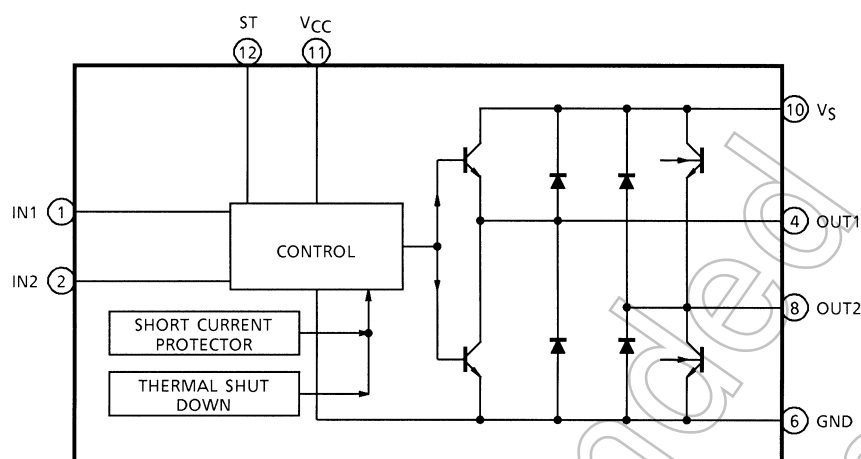 ST VCC
12 11
10 VS
IN1 1
4 OUT1
CONTROL
IN2 2
8 OUT2
SHORT CURRENT
PROTECTOR
THERMAL SHUT
DOWN
6 GND
nded